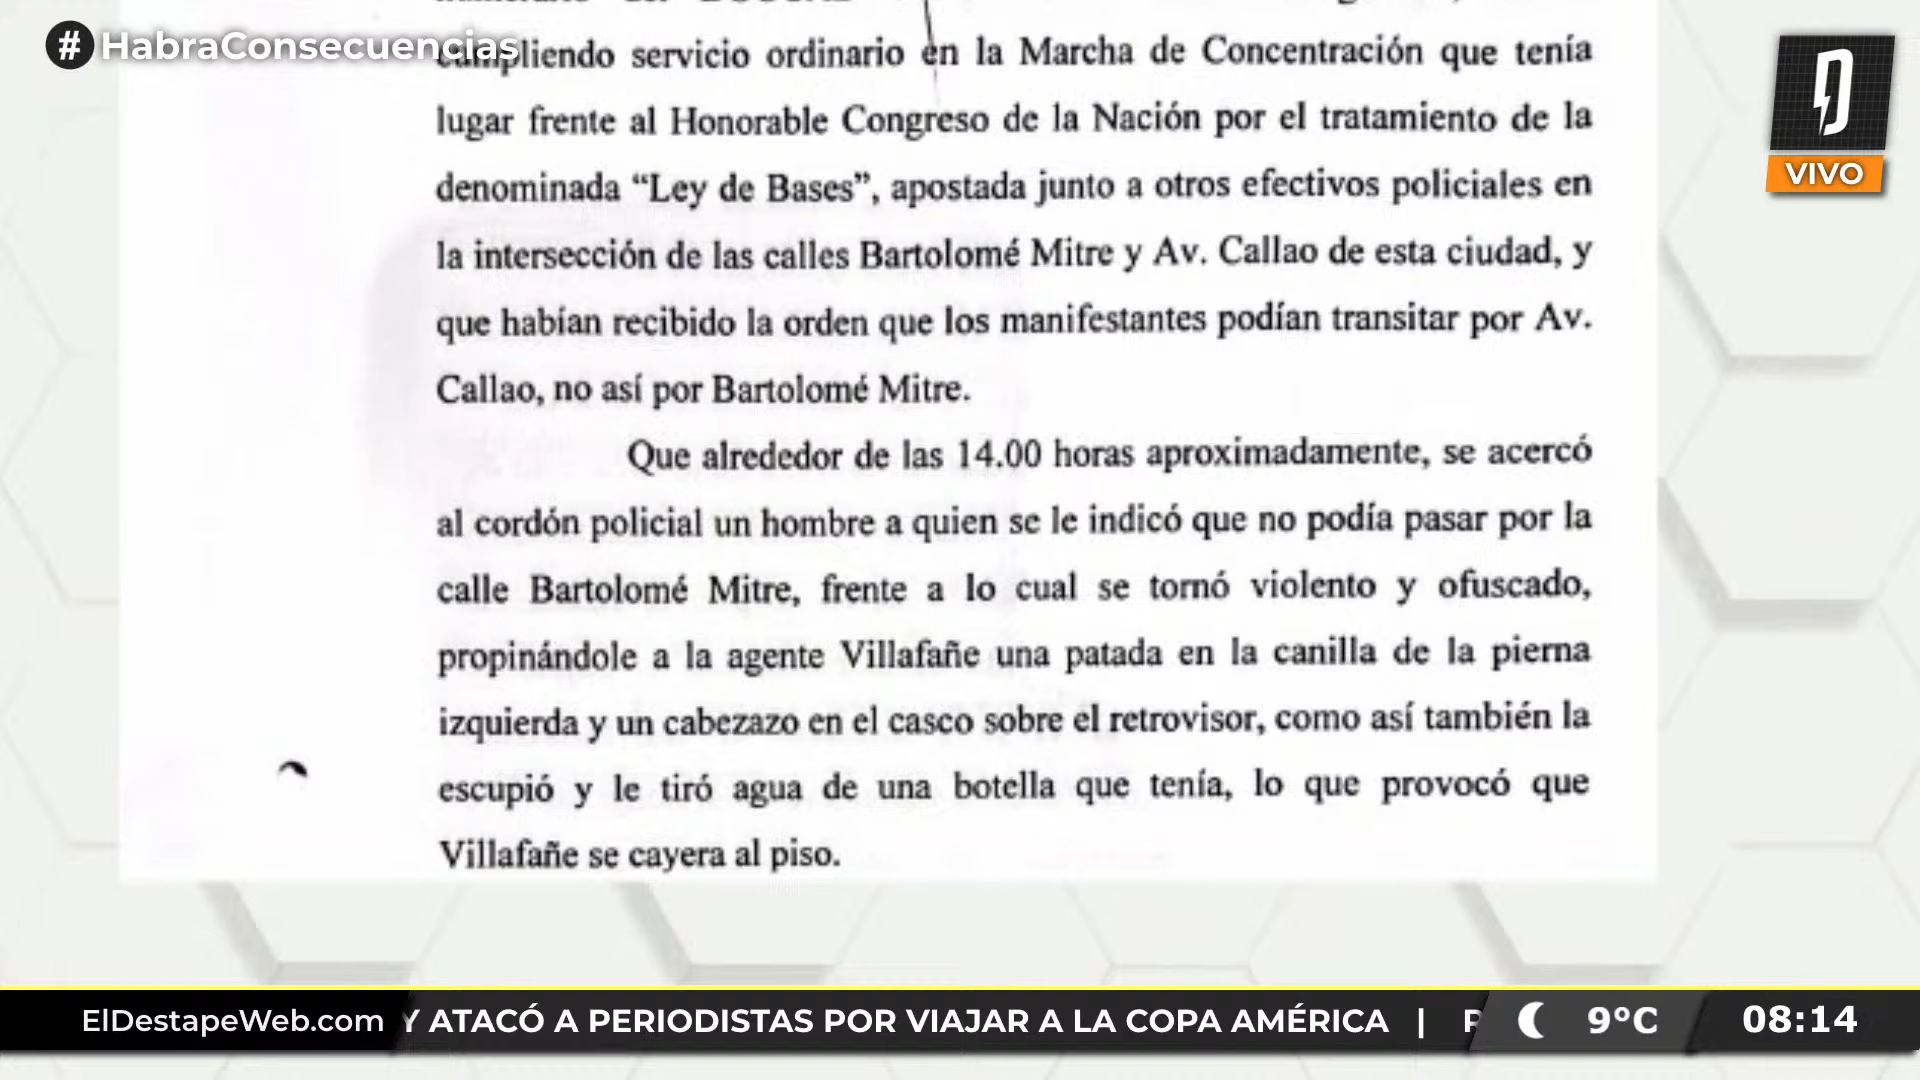 #HabraConsecuencias
cumpliendo servicio ordinario en la Marcha de Concentración que tenía
lugar frente al Honorable Congreso de la Nación por el tratamiento de la
denominada “Ley de Bases”, apostada junto a otros efectivos policiales en
la intersección de las calles Bartolomé Mitre y Av. Callao de esta ciudad, y
que habían recibido la orden que los manifestantes podían transitar por Av.
Callao, no así por Bartolomé Mitre.
Que alrededor de las 14.00 horas aproximadamente, se acercó
al cordón policial un hombre a quien se le indicó que no podía pasar por la
calle Bartolomé Mitre, frente a lo cual se tornó violento y ofuscado,
propinándole a la agente Villafañe una patada en la canilla de la pierna
izquierda y un cabezazo en el casco sobre el retrovisor, como así también la
escupió y le tiró agua de una botella que tenía, lo que provocó que
Villafañe se cayera al piso.
VIVO
ElDestapeWeb.com Y ATACÓ A PERIODISTAS POR VIAJAR A LA COPA AMÉRICA | 9°C 08:14